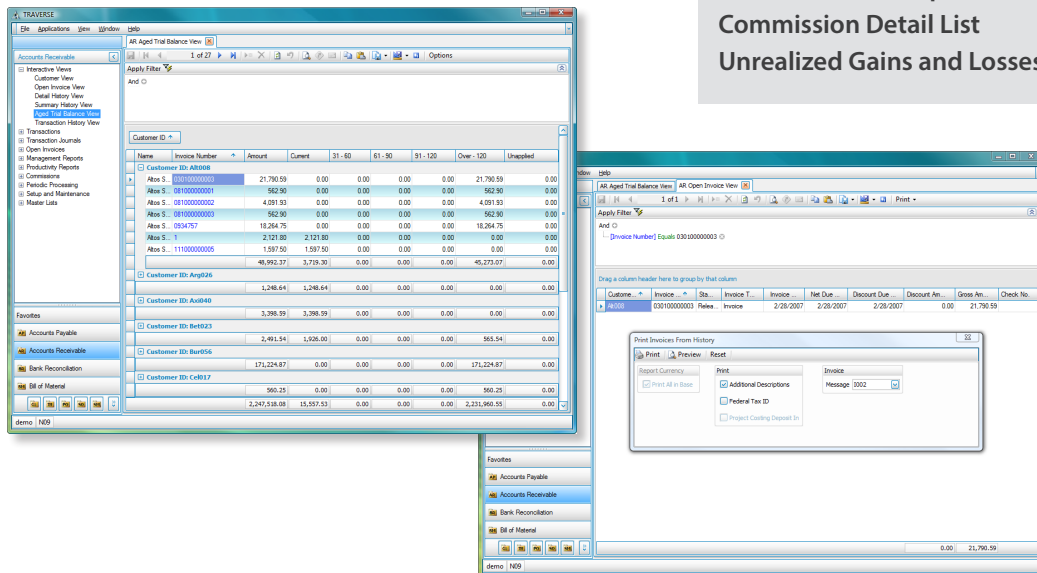 Commission Detail List
Unrealized Gains and Losses
TRAVERSE
File Applications View Window Help
AR Aged Trial Balance View
Accounts Receivable
1 of 27 Options
Interactive Views
Customer View
Open Invoice View
Detail History View
Summary History View
Aged Trial Balance View
Transaction History View
Transactions
Transaction Journals
Open Invoices
Management Reports
Productivity Reports
Commissions
Periodic Processing
Setup and Maintenance
Master Lists
Apply Filter
And
Customer ID
Name Invoice Number Amount Current 31 - 60 61 - 90 91 - 120 Over - 120 Unapplied
Customer ID: Alt008
Altos S... 030100000003 21,790.59 0.00 0.00 0.00 0.00 21,790.59 0.00
Altos S... 081000000001 562.90 0.00 0.00 0.00 0.00 562.90 0.00
Altos S... 081000000002 4,091.93 0.00 0.00 0.00 0.00 4,091.93 0.00
Altos S... 081000000003 562.90 0.00 0.00 0.00 0.00 562.90 0.00
Altos S... 0934757 18,264.75 0.00 0.00 0.00 0.00 18,264.75 0.00
Altos S... 1 2,121.80 2,121.80 0.00 0.00 0.00 0.00 0.00
Altos S... 111000000005 1,597.50 1,597.50 0.00 0.00 0.00 0.00 0.00
48,992.37 3,719.30 0.00 0.00 0.00 45,273.07 0.00
Customer ID: Arg026
1,248.64 1,248.64 0.00 0.00 0.00 0.00 0.00
Customer ID: Axi040
3,398.59 3,398.59 0.00 0.00 0.00 0.00 0.00
Customer ID: Bet023
2,491.54 1,926.00 0.00 0.00 0.00 565.54 0.00
Customer ID: Bur056
171,224.87 0.00 0.00 0.00 0.00 171,224.87 0.00
Customer ID: Cel017
560.25 0.00 0.00 0.00 0.00 560.25 0.00
2,247,518.08 15,557.53 0.00 0.00 0.00 2,231,960.55 0.00
Favorites
Accounts Payable
Accounts Receivable
Bank Reconciliation
Bill of Material
demo N09
ndow Help
AR Aged Trial Balance View AR Open Invoice View
1 of 1 Print
Apply Filter
And
[Invoice Number] Equals 030100000003
Drag a column header here to group by that column
Custome... Invoice ... Sta... Invoice T... Invoice ... Net Due ... Discount Due ... Discount Am... Gross Am... Check No.
Alt008 030100000003 Relea... Invoice 2/28/2007 2/28/2007 2/28/2007 0.00 21,790.59
Print Invoices From History
Print Preview Reset
Report Currency Print Invoice
Print All in Base Additional Descriptions Message I002
Federal Tax ID
Project Costing Deposit In
Favorites
Accounts Payable
Accounts Receivable
Bank Reconciliation
Bill of Material
0.00 21,790.59
demo N09